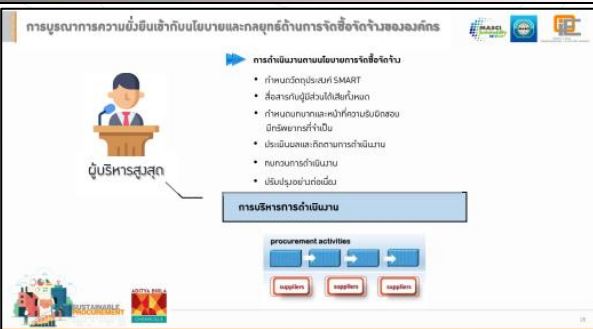 การบูรณาการความยั่งยืนเข้ากับนโยบายและกลยุทธ์ด้านการจัดซื้อจัดจ้างขององค์กร
MASCI
การดำเนินงานตามนโยบายการจัดซื้อจัดจ้าง
• กำหนดวัตถุประสงค์ SMART
• สื่อสารกับผู้มีส่วนได้เสียทั้งหมด
• กำหนดบทบาทและหน้าที่ความรับผิดชอบ
มีทรัพยากรที่จำเป็น
• ประเมินผลและติดตามการดำเนินงาน
• ทบทวนการดำเนินงาน
• ปรับปรุงอย่างต่อเนื่อง
ผู้บริหารสูงสุด
การบริหารการดำเนินงาน
procurement activities
suppliers
suppliers
suppliers
SUSTAINABLE
PROCUREMENT
ADITYA BIRLA